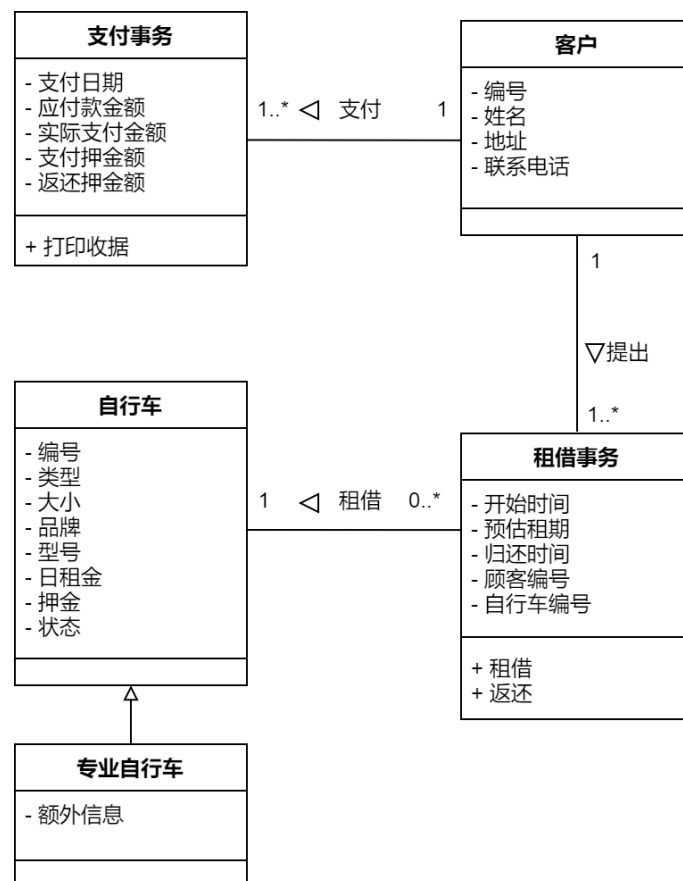 支付事务
- 支付日期
- 应付款金额
- 实际支付金额
- 支付押金额
- 返还押金额
+ 打印收据
1..* 支付 1
客户
- 编号
- 姓名
- 地址
- 联系电话
1
提出
1..*
自行车
- 编号
- 类型
- 大小
- 品牌
- 型号
- 日租金
- 押金
- 状态
1 租借 0..*
租借事务
- 开始时间
- 预估租期
- 归还时间
- 顾客编号
- 自行车编号
+ 租借
+ 返还
专业自行车
- 额外信息